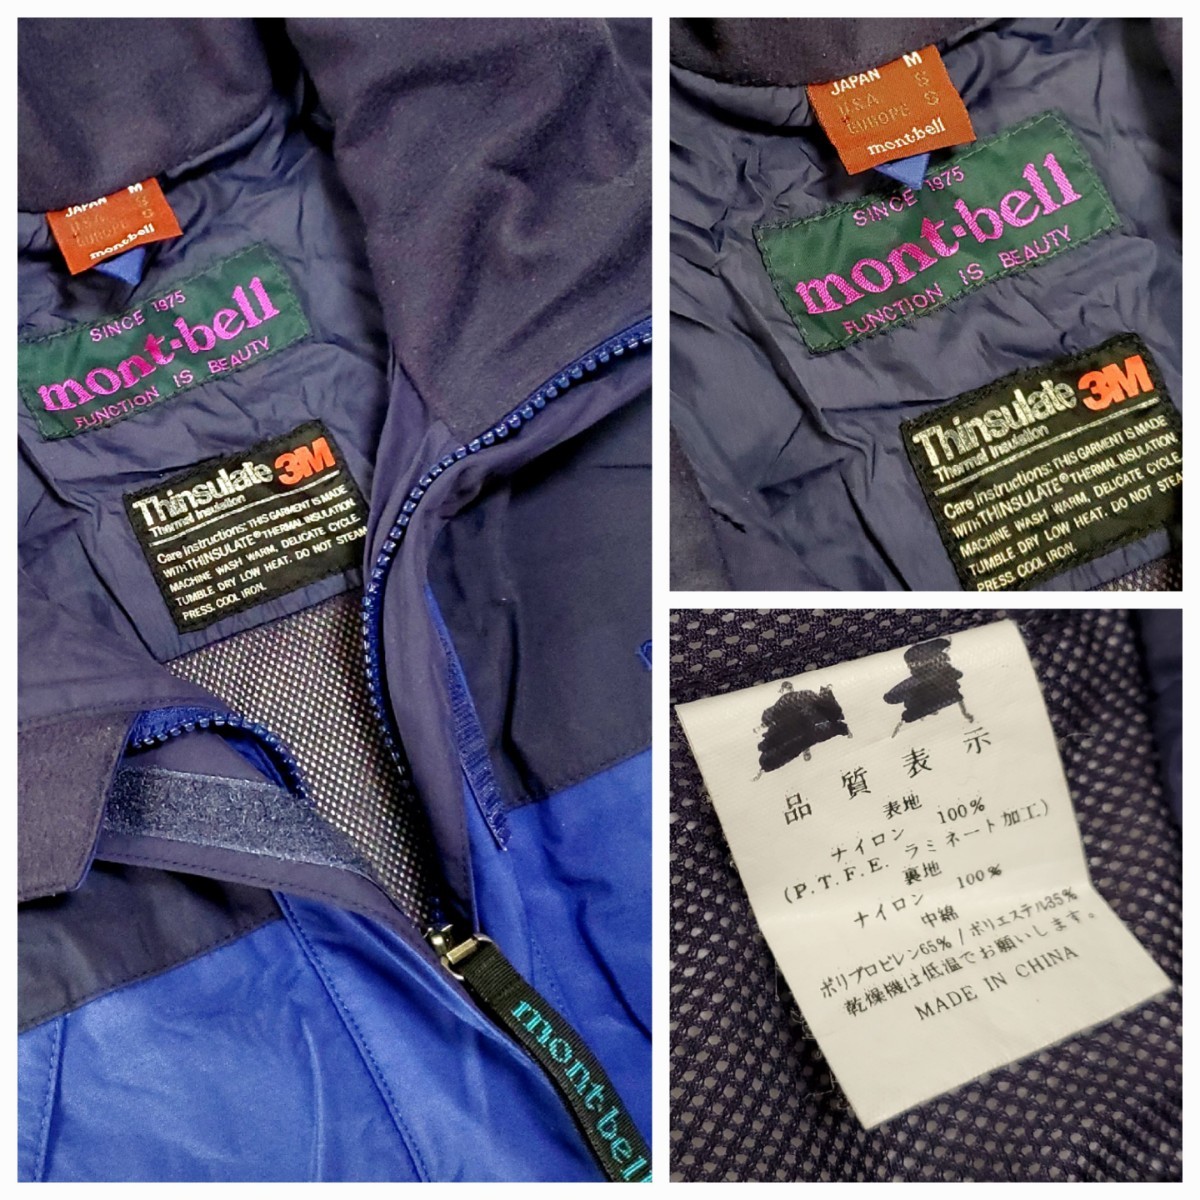 JAPAN M
U.S.A S
EUROPE S
mont-bell
SINCE 1975
mont-bell
FUNCTION IS BEAUTY
Thinsulate 3M
Thermal Insulation
Care Instructions: THIS GARMENT IS MADE
WITH THINSULATE® THERMAL INSULATION
MACHINE WASH WARM, DELICATE CYCLE.
TUMBLE DRY LOW HEAT. DO NOT STEAM
PRESS. COOL IRON.
mont-bell
JAPAN M
U.S.A S
EUROPE S
mont-bell
SINCE 1975
mont-bell
FUNCTION IS BEAUTY
Thinsulate 3M
Thermal Insulation
Care Instructions: THIS GARMENT IS MADE
WITH THINSULATE® THERMAL INSULATION
MACHINE WASH WARM, DELICATE CYCLE.
TUMBLE DRY LOW HEAT. DO NOT STEA
PRESS. COOL IRON.
品質表示
表地
ナイロン 100%
(P.T.F.E. ラミネート加工)
裏地
ナイロン 100%
中綿
ポリプロピレン65% / ポリエステル35%
乾燥機は低温でお願いします。
MADE IN CHINA